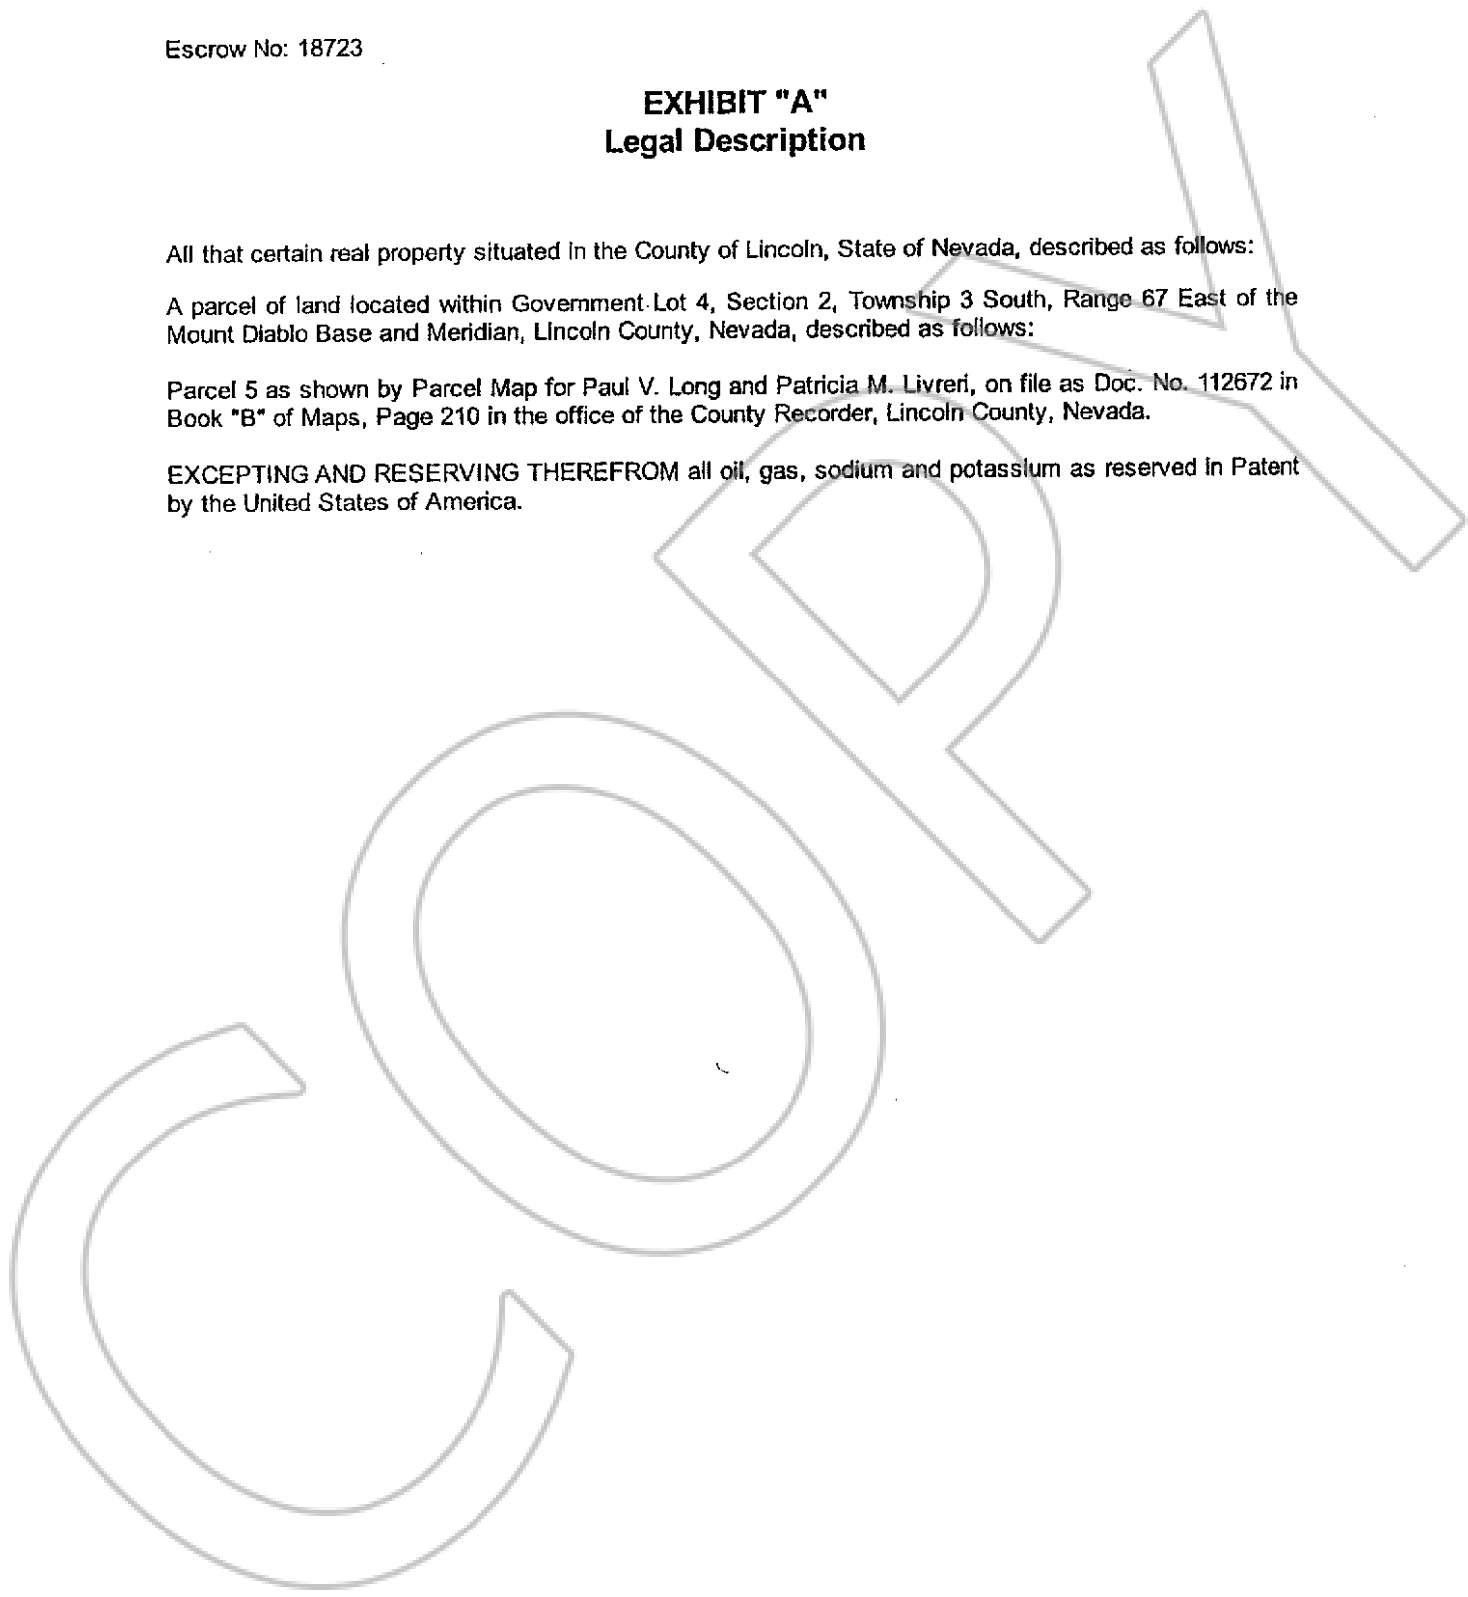 Escrow No: 18723
EXHIBIT "A"
Legal Description
All that certain real property situated in the County of Lincoln, State of Nevada, described as follows:
A parcel of land located within Government Lot 4, Section 2, Township 3 South, Range 67 East of the
Mount Diablo Base and Meridian, Lincoln County, Nevada, described as follows:
Parcel 5 as shown by Parcel Map for Paul V. Long and Patricia M. Livreri, on file as Doc. No. 112672 in
Book "B" of Maps, Page 210 in the office of the County Recorder, Lincoln County, Nevada.
EXCEPTING AND RESERVING THEREFROM all oil, gas, sodium and potassium as reserved in Patent
by the United States of America.
COPY